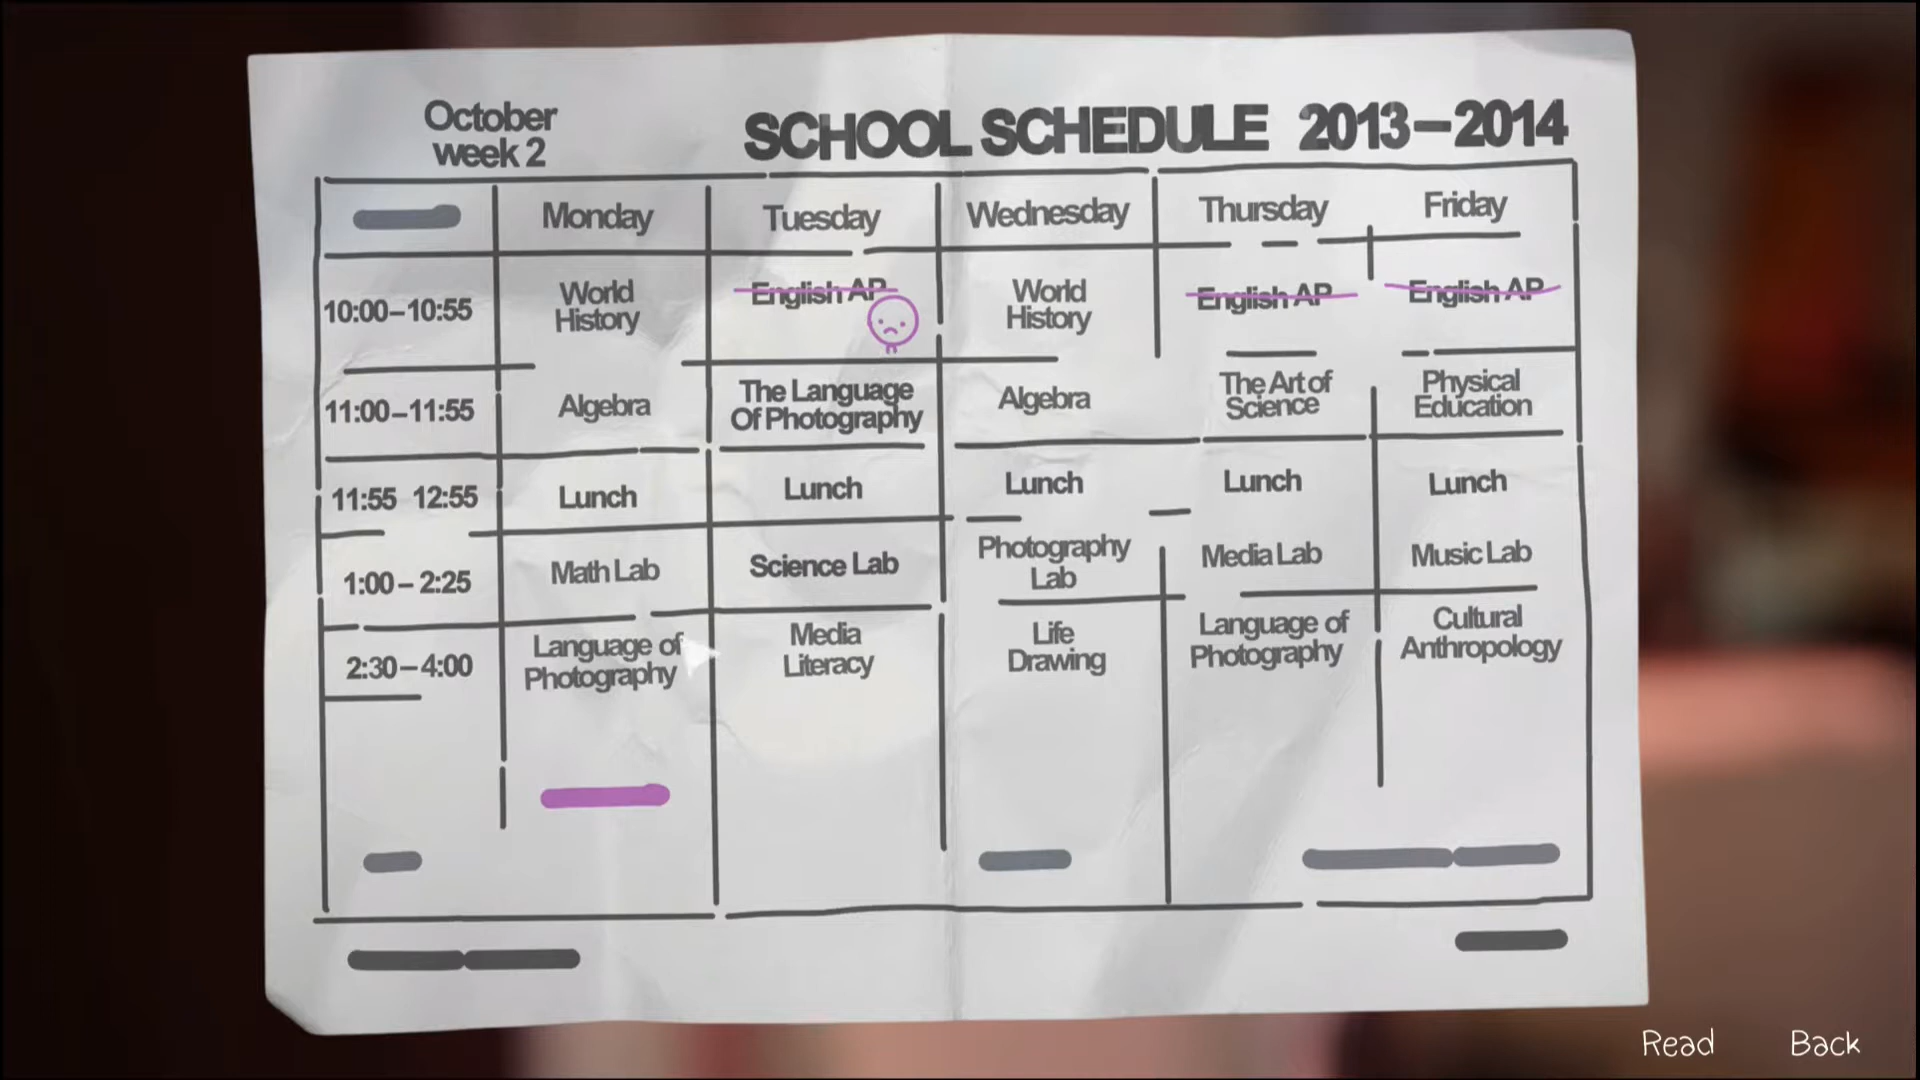 October
week 2
SCHOOL SCHEDULE 2013-2014
Monday
Tuesday
Wednesday
Thursday
Friday
10:00-10:55
World
History
English AP
World
History
English AP
English AP
11:00-11:55
Algebra
The Language
Of Photography
Algebra
The Art of
Science
Physical
Education
11:55 12:55
Lunch
Lunch
Lunch
Lunch
Lunch
1:00-2:25
Math Lab
Science Lab
Photography
Lab
Media Lab
Music Lab
2:30-4:00
Language of
Photography
Media
Literacy
Life
Drawing
Language of
Photography
Cultural
Anthropology
Read
Back